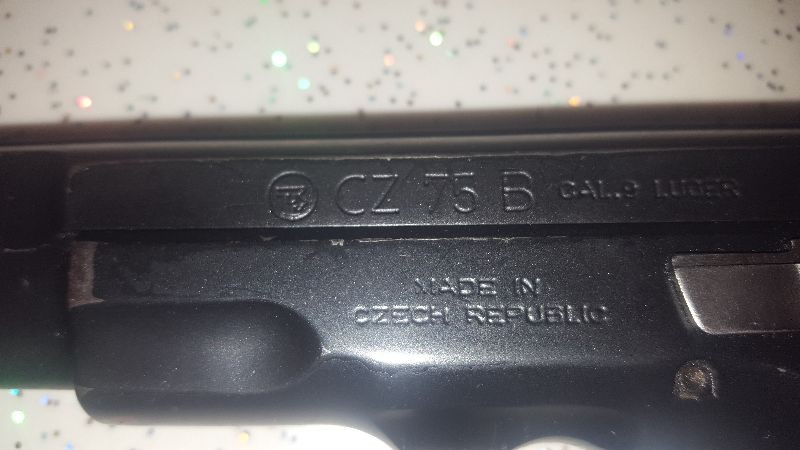 CZ 75 B CAL.9 LUGER
MADE IN
CZECH REPUBLIC